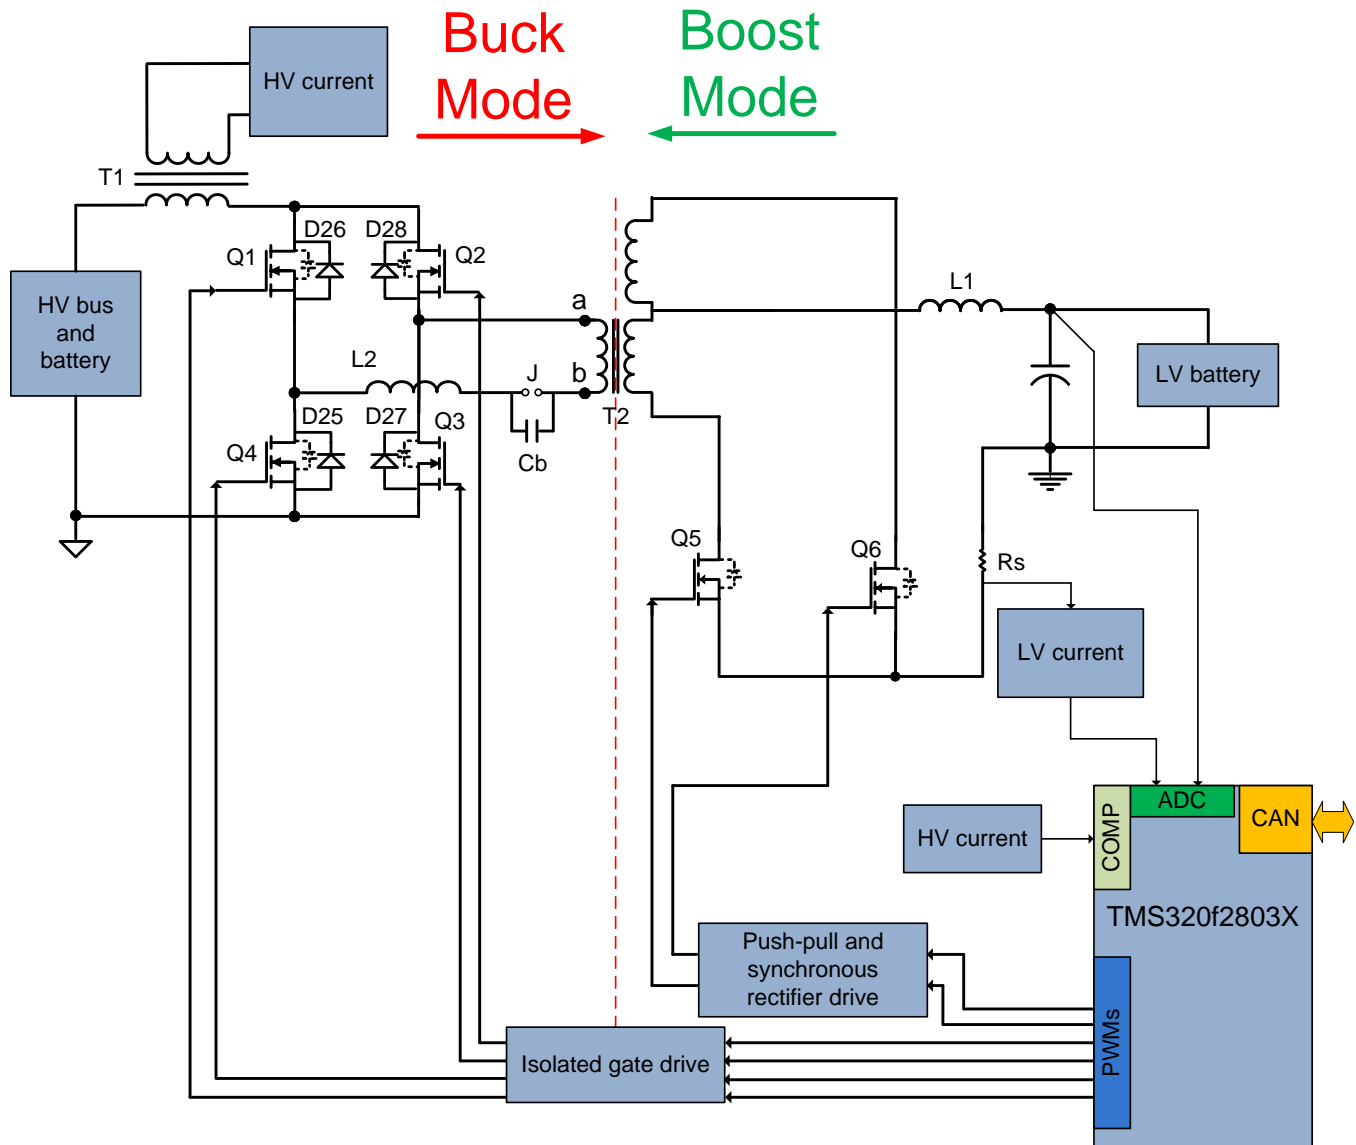 Buck
Mode
Boost
Mode
HV current
T1
D26
D28
Q1
Q2
HV bus
and
battery
a
L1
L2
J
b
LV battery
T2
D25
D27
Q3
Q4
Cb
Q5
Q6
Rs
LV current
HV current
COMP
ADC
CAN
TMS320f2803X
Push-pull and
synchronous
rectifier drive
PWMs
Isolated gate drive